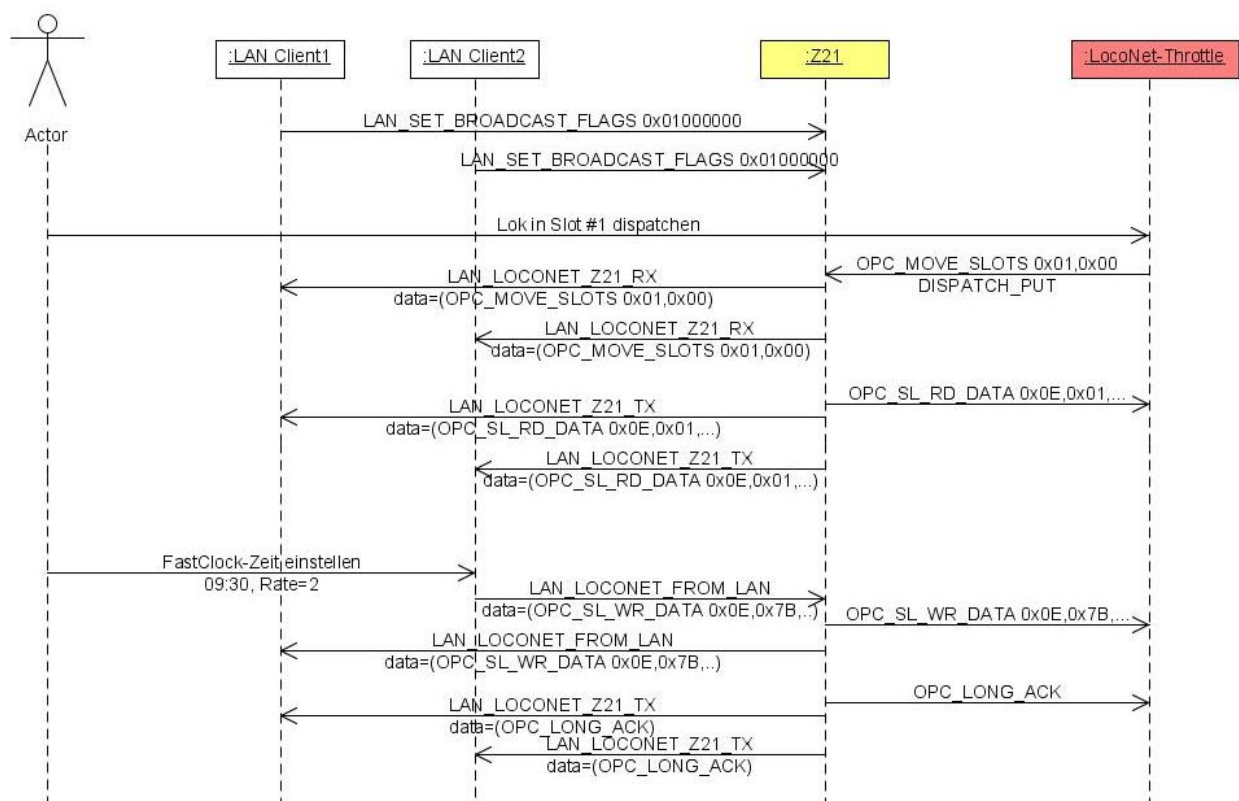 :LAN Client1
:LAN Client2
:Z21
:LocoNet-Throttle
Actor
LAN_SET_BROADCAST_FLAGS 0x01000000
LAN_SET_BROADCAST_FLAGS 0x01000000
Lok in Slot #1 dispatchen
OPC_MOVE_SLOTS 0x01,0x00
DISPATCH_PUT
LAN_LOCONET_Z21_RX
data=(OPC_MOVE_SLOTS 0x01,0x00)
LAN_LOCONET_Z21_RX
data=(OPC_MOVE_SLOTS 0x01,0x00)
OPC_SL_RD_DATA 0x0E,0x01,...
LAN_LOCONET_Z21_TX
data=(OPC_SL_RD_DATA 0x0E,0x01,...)
LAN_LOCONET_Z21_TX
data=(OPC_SL_RD_DATA 0x0E,0x01,...)
FastClock-Zeit einstellen
09:30, Rate=2
LAN_LOCONET_FROM_LAN
data=(OPC_SL_WR_DATA 0x0E,0x7B,..)
OPC_SL_WR_DATA 0x0E,0x7B,...
LAN_LOCONET_FROM_LAN
data=(OPC_SL_WR_DATA 0x0E,0x7B,..)
OPC_LONG_ACK
LAN_LOCONET_Z21_TX
data=(OPC_LONG_ACK)
LAN_LOCONET_Z21_TX
data=(OPC_LONG_ACK)